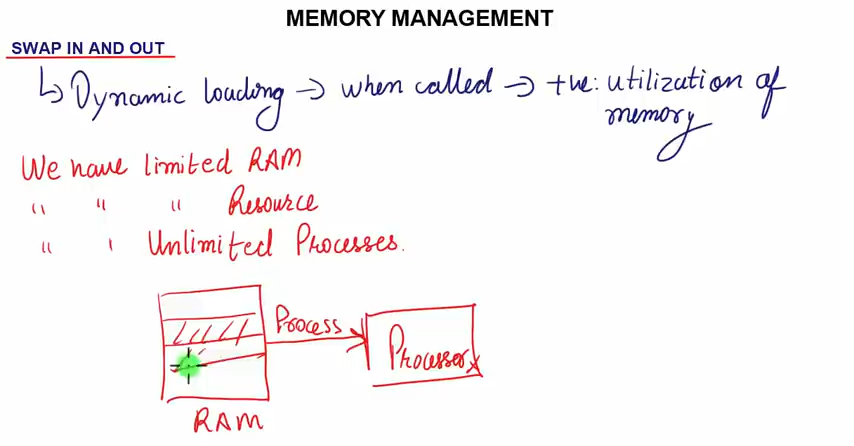 MEMORY MANAGEMENT
SWAP IN AND OUT
↳ Dynamic loading → when called → +ve: utilization of
memory
We have limited RAM
" " " Resource
" " Unlimited Processes.
Process
Processer
RAM